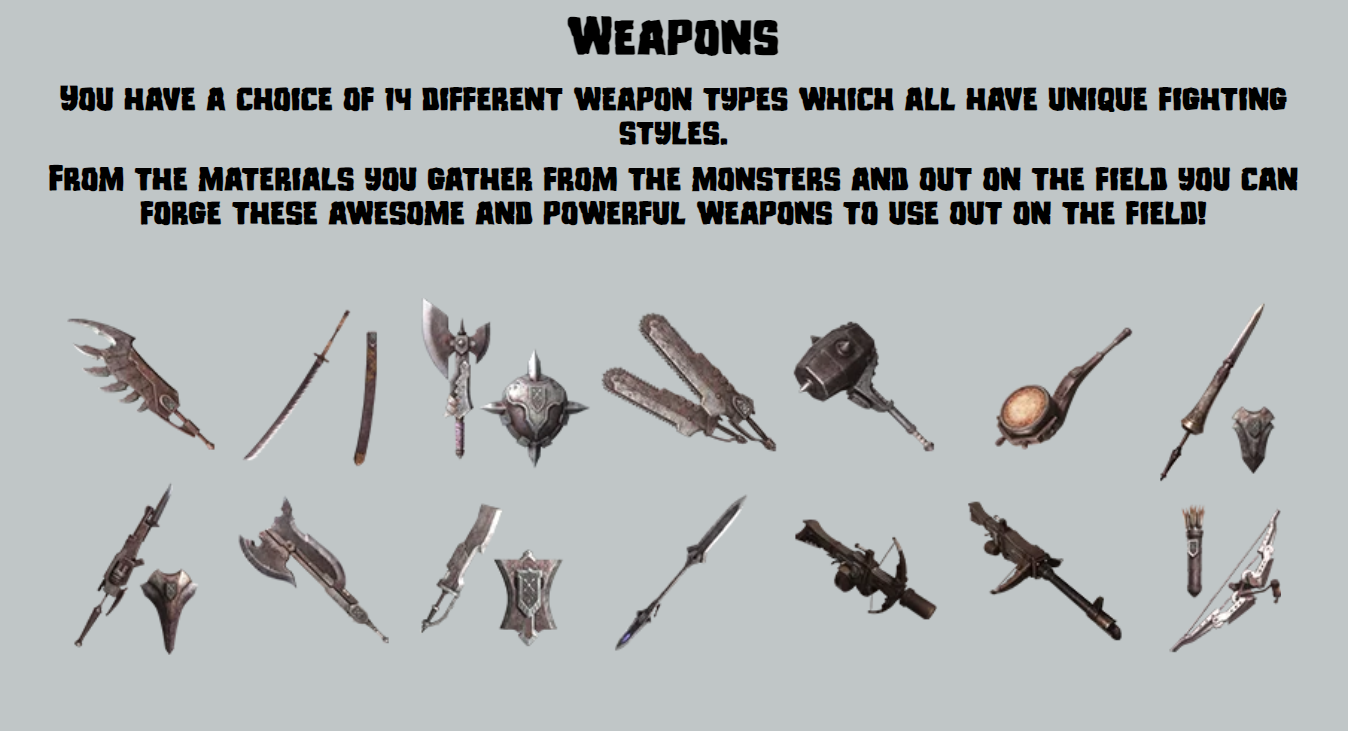 Weapons
You have a choice of 14 different weapon types which all have unique fighting
styles.
From the materials you gather from the monsters and out on the field you can
forge these awesome and powerful weapons to use out on the field!